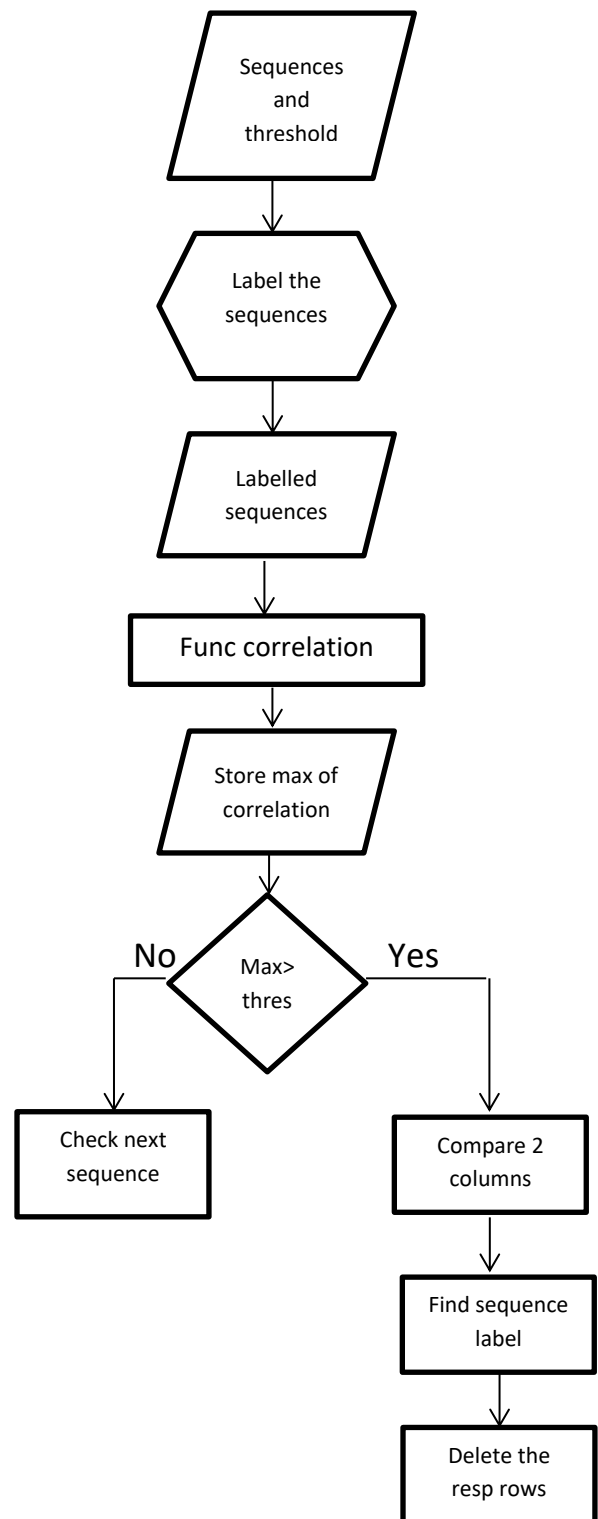 Sequences
and
threshold
Label the
sequences
Labelled
sequences
Func correlation
Store max of
correlation
Max>
thres
No
Yes
Check next
sequence
Compare 2
columns
Find sequence
label
Delete the
resp rows